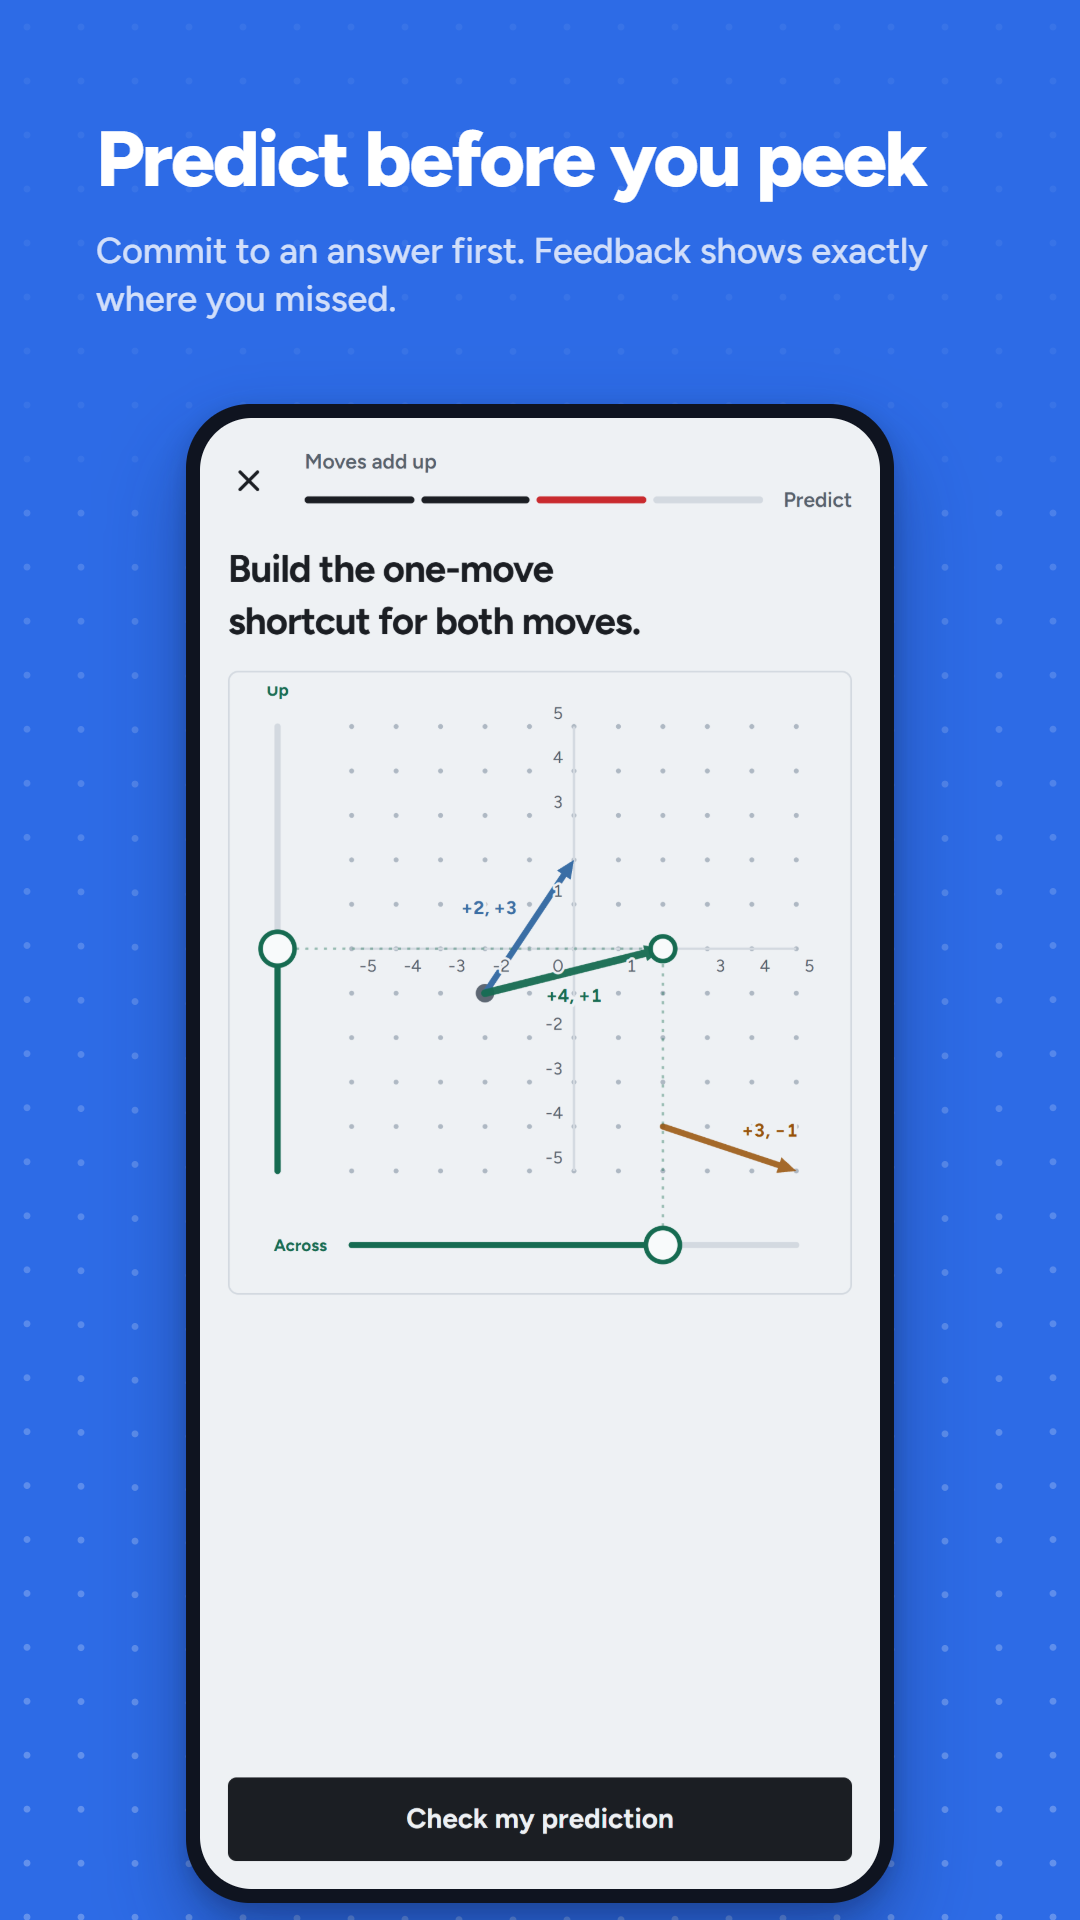 Predict before you peek
Commit to an answer first. Feedback shows exactly
where you missed.
Moves add up
Predict
Build the one-move
shortcut for both moves.
Up
5
4
3
1
+2, +3
-5 -4 -3 -2 0 1 3 4 5
+4, +1
-2
-3
-4
+3, -1
-5
Across
Check my prediction